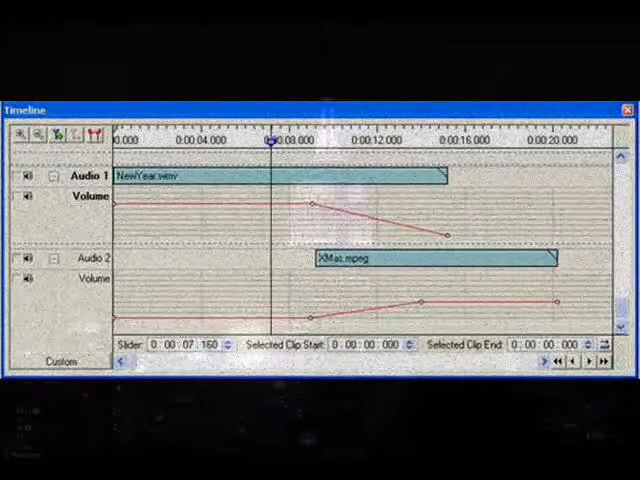 Timeline
0:00.000 0:00:04.000 0:00:08.000 0:00:12.000 0:00:16.000 0:00:20.000
Audio 1 NewYear.wmv
Volume
Audio 2 XMas.mpeg
Volume
Slider: 0 : 00 : 07 . 160 Selected Clip Start: 0 : 00 : 00 . 000 Selected Clip End: 0 : 00 : 00 . 000
Custom